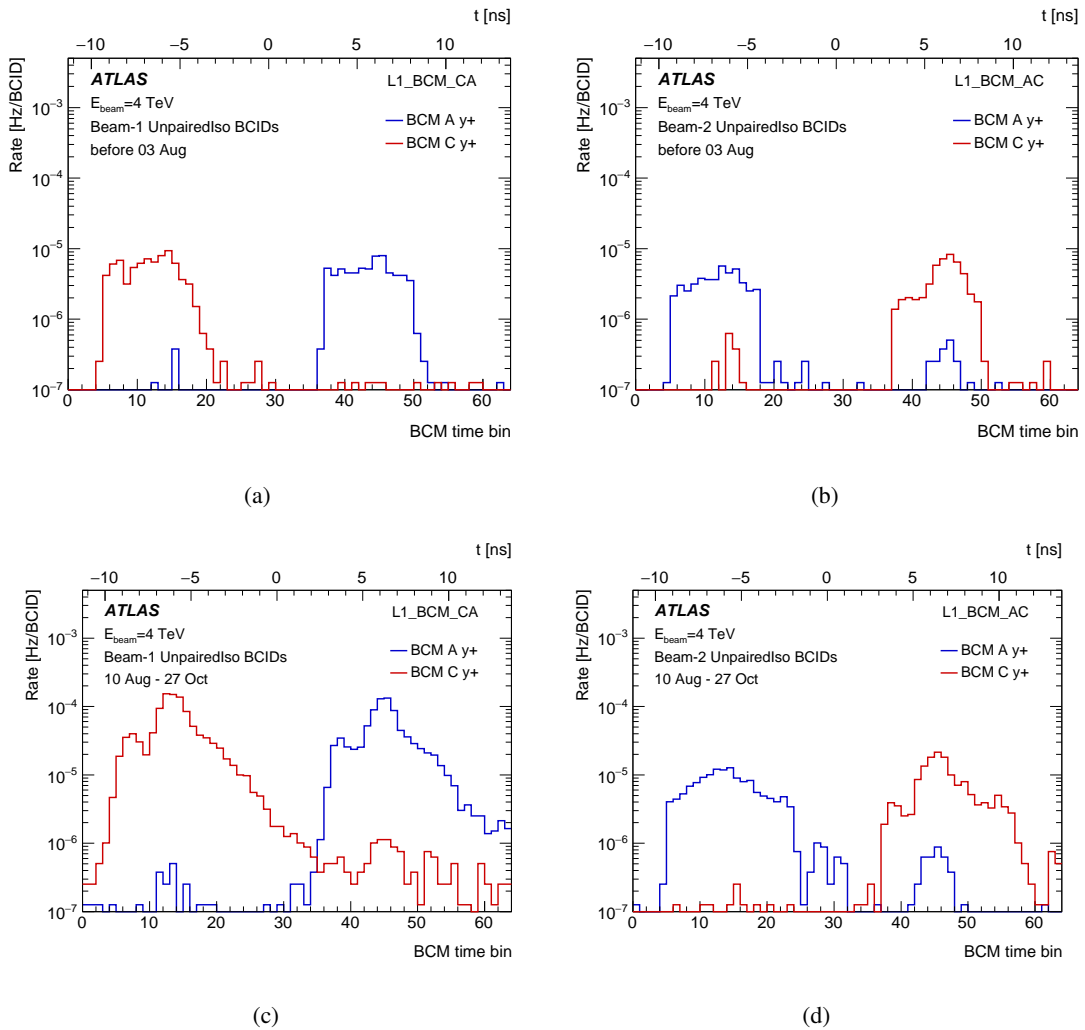 t [ns]
−10 −5 0 5 10
ATLAS
L1_BCM_CA
E_beam=4 TeV
Beam-1 UnpairedIso BCIDs
before 03 Aug
BCM A y+
BCM C y+
Rate [Hz/BCID]
10^−3
10^−4
10^−5
10^−6
10^−7
0 10 20 30 40 50 60
BCM time bin
(a)
t [ns]
−10 −5 0 5 10
ATLAS
L1_BCM_AC
E_beam=4 TeV
Beam-2 UnpairedIso BCIDs
before 03 Aug
BCM A y+
BCM C y+
Rate [Hz/BCID]
10^−3
10^−4
10^−5
10^−6
10^−7
0 10 20 30 40 50 60
BCM time bin
(b)
t [ns]
−10 −5 0 5 10
ATLAS
L1_BCM_CA
E_beam=4 TeV
Beam-1 UnpairedIso BCIDs
10 Aug - 27 Oct
BCM A y+
BCM C y+
Rate [Hz/BCID]
10^−3
10^−4
10^−5
10^−6
10^−7
0 10 20 30 40 50 60
BCM time bin
(c)
t [ns]
−10 −5 0 5 10
ATLAS
L1_BCM_AC
E_beam=4 TeV
Beam-2 UnpairedIso BCIDs
10 Aug - 27 Oct
BCM A y+
BCM C y+
Rate [Hz/BCID]
10^−3
10^−4
10^−5
10^−6
10^−7
0 10 20 30 40 50 60
BCM time bin
(d)